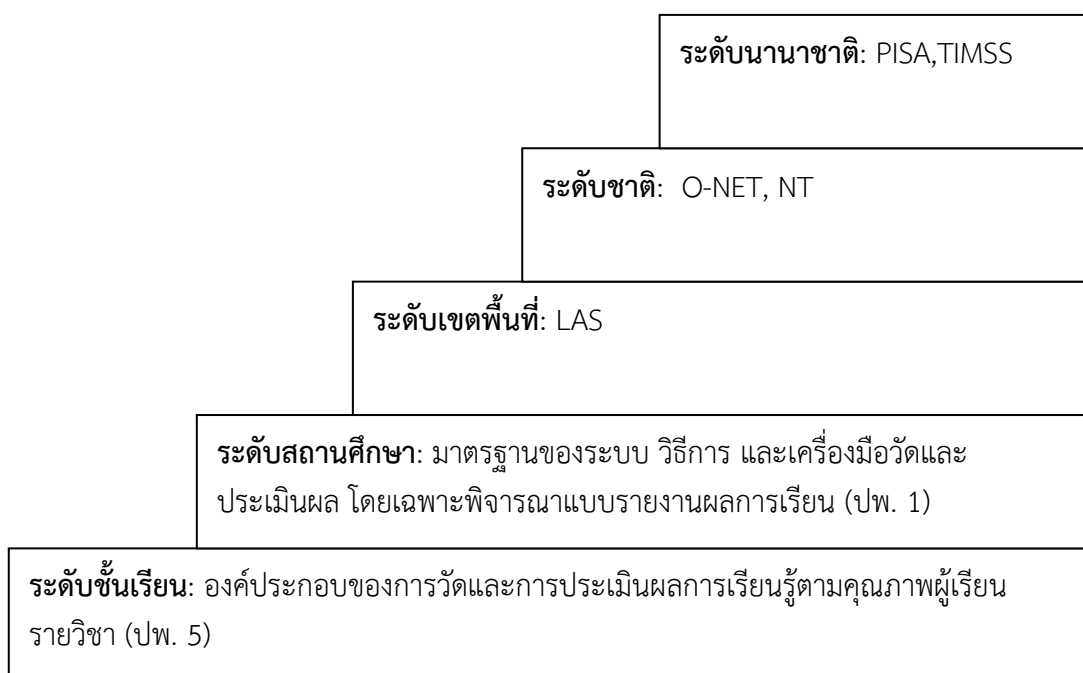 ระดับนานาชาติ: PISA,TIMSS
ระดับชาติ: O-NET, NT
ระดับเขตพื้นที่: LAS
ระดับสถานศึกษา: มาตรฐานของระบบ วิธีการ และเครื่องมือวัดและ
ประเมินผล โดยเฉพาะพิจารณาแบบรายงานผลการเรียน (ปพ. 1)
ระดับชั้นเรียน: องค์ประกอบของการวัดและการประเมินผลการเรียนรู้ตามคุณภาพผู้เรียน
รายวิชา (ปพ. 5)